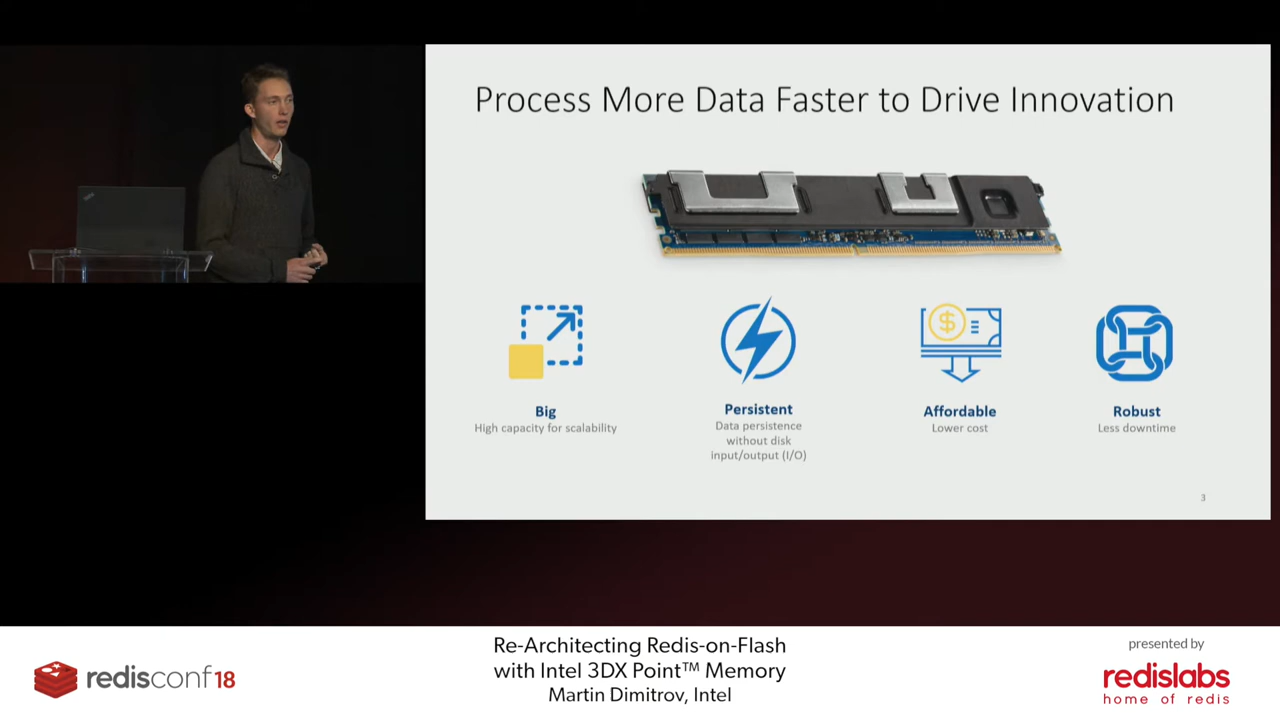 Process More Data Faster to Drive Innovation
Big
High capacity for scalability
Persistent
Data persistence
without disk
input/output (I/O)
Affordable
Lower cost
Robust
Less downtime
3
redisconf18
Re-Architecting Redis-on-Flash
with Intel 3DX Point™ Memory
Martin Dimitrov, Intel
presented by
redislabs
home of redis